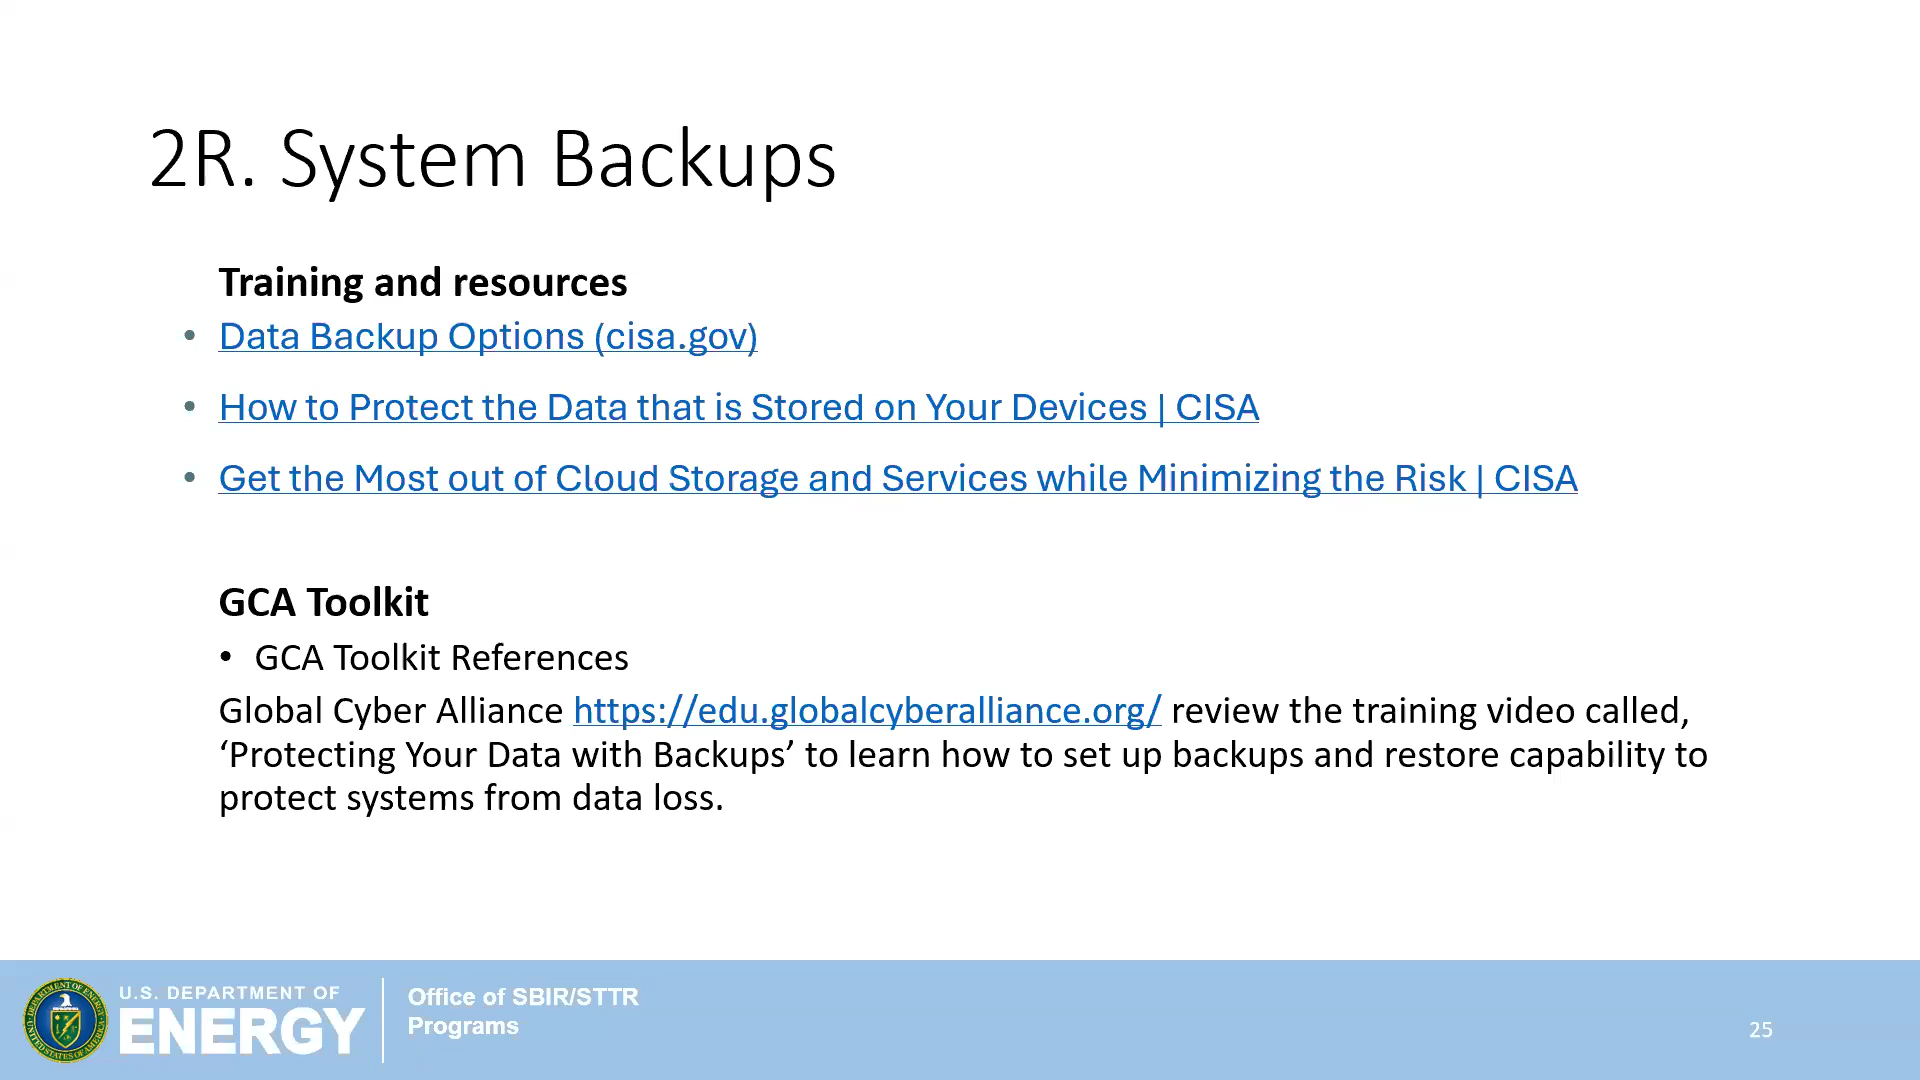 2R. System Backups
Training and resources
• Data Backup Options (cisa.gov)
• How to Protect the Data that is Stored on Your Devices | CISA
• Get the Most out of Cloud Storage and Services while Minimizing the Risk | CISA
GCA Toolkit
• GCA Toolkit References
Global Cyber Alliance https://edu.globalcyberalliance.org/ review the training video called,
‘Protecting Your Data with Backups’ to learn how to set up backups and restore capability to
protect systems from data loss.
U.S. DEPARTMENT OF
ENERGY
Office of SBIR/STTR
Programs
25